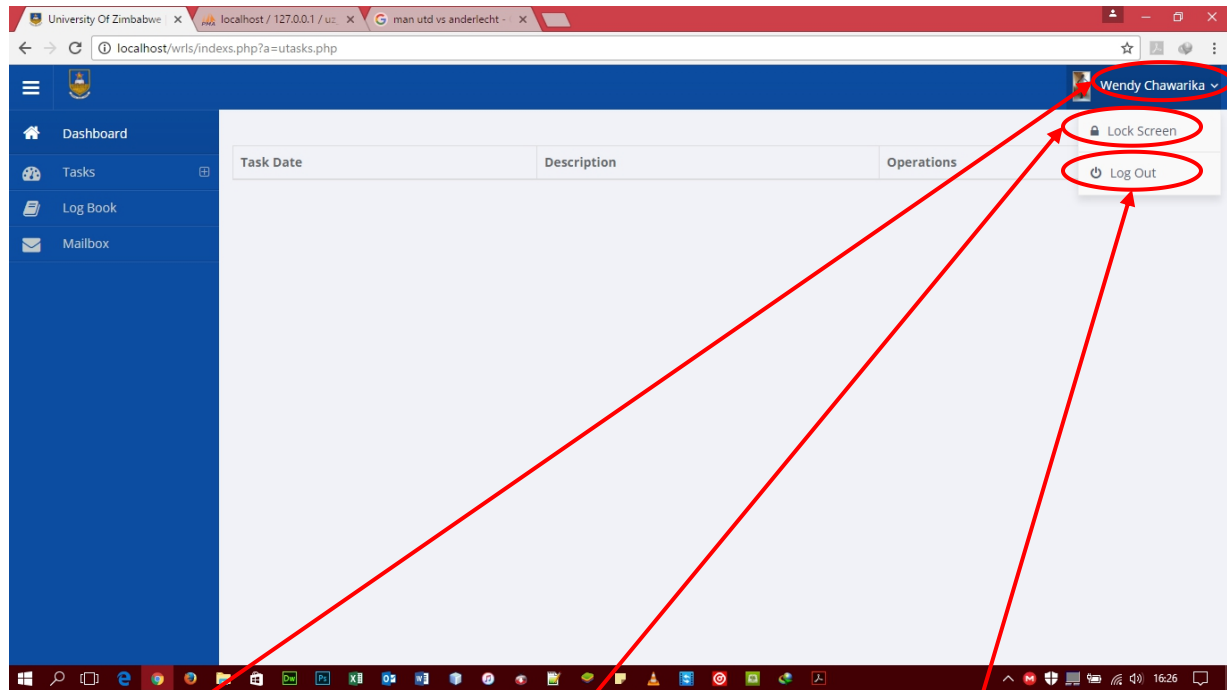 University Of Zimbabwe
localhost / 127.0.0.1 / uz_
man utd vs anderlecht -
localhost/wrls/indexs.php?a=utasks.php
Wendy Chawarika
Dashboard
Lock Screen
Task Date Description Operations
Tasks
Log Out
Log Book
Mailbox
16:26